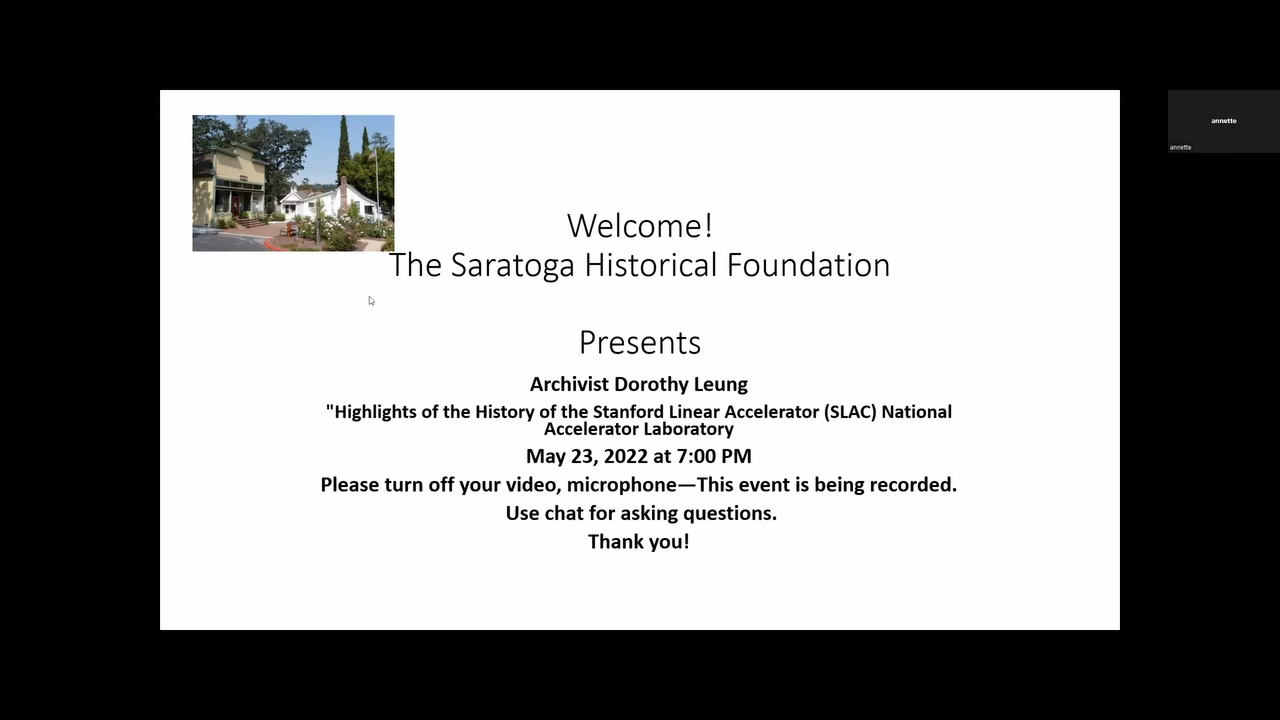 Welcome!
The Saratoga Historical Foundation
Presents
Archivist Dorothy Leung
"Highlights of the History of the Stanford Linear Accelerator (SLAC) National
Accelerator Laboratory
May 23, 2022 at 7:00 PM
Please turn off your video, microphone—This event is being recorded.
Use chat for asking questions.
Thank you!
annette
annette